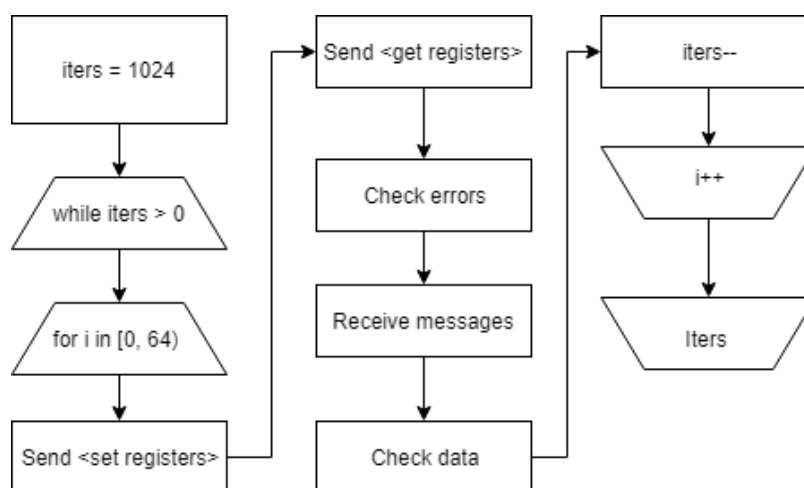 iters = 1024
while iters > 0
for i in [0, 64)
Send <set registers>
Send <get registers>
Check errors
Receive messages
Check data
iters--
i++
Iters